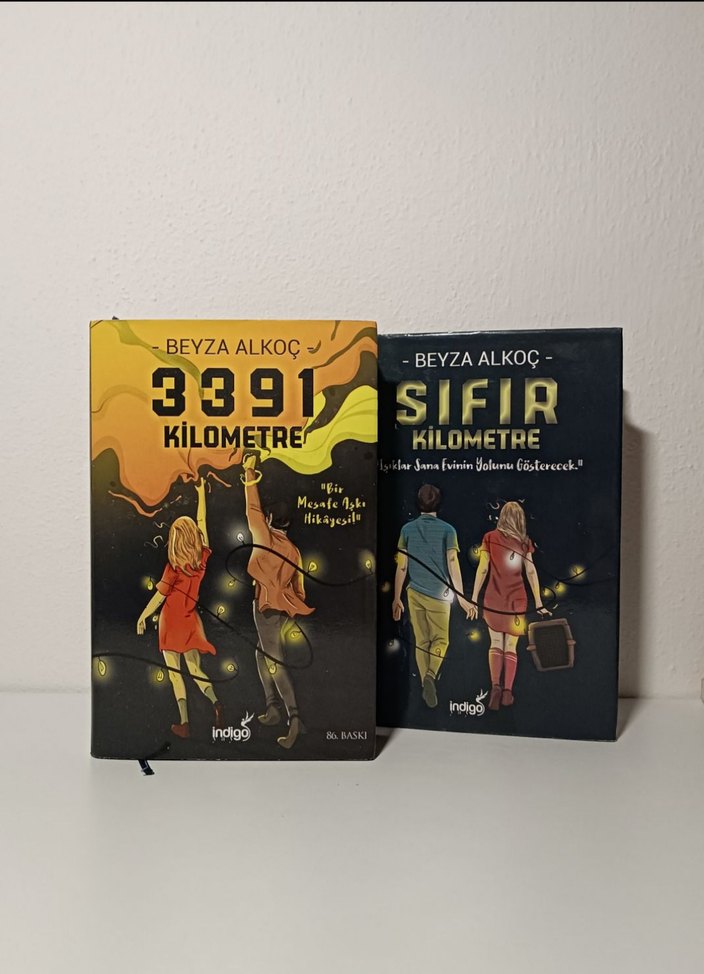 - BEYZA ALKOÇ -
3391
KİLOMETRE
"Bir
Mesafe Aşkı
Hikâyesi!"
indigo
86. BASKI
- BEYZA ALKOÇ -
SIFIR
KİLOMETRE
Işıklar Sana Evinin Yolunu Gösterecek."
indigo